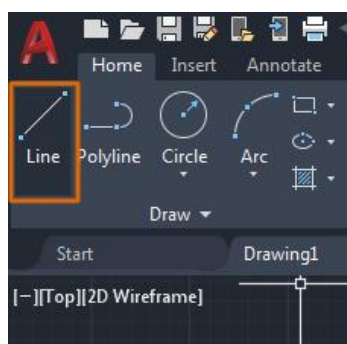 A
Home Insert Annotate
Line Polyline Circle Arc
Draw
Start Drawing1
[−][Top][2D Wireframe]